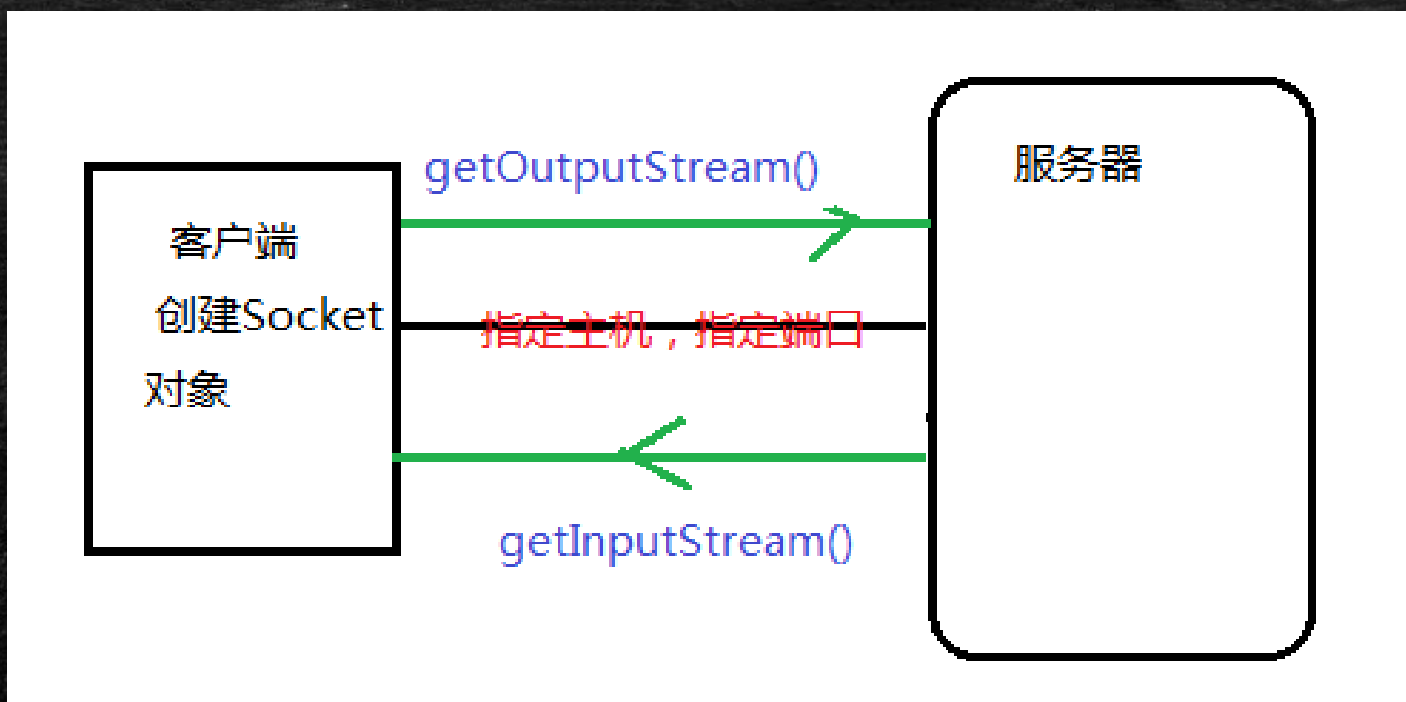 getOutputStream()
服务器
客户端
创建Socket
对象
指定主机，指定端口
getInputStream()